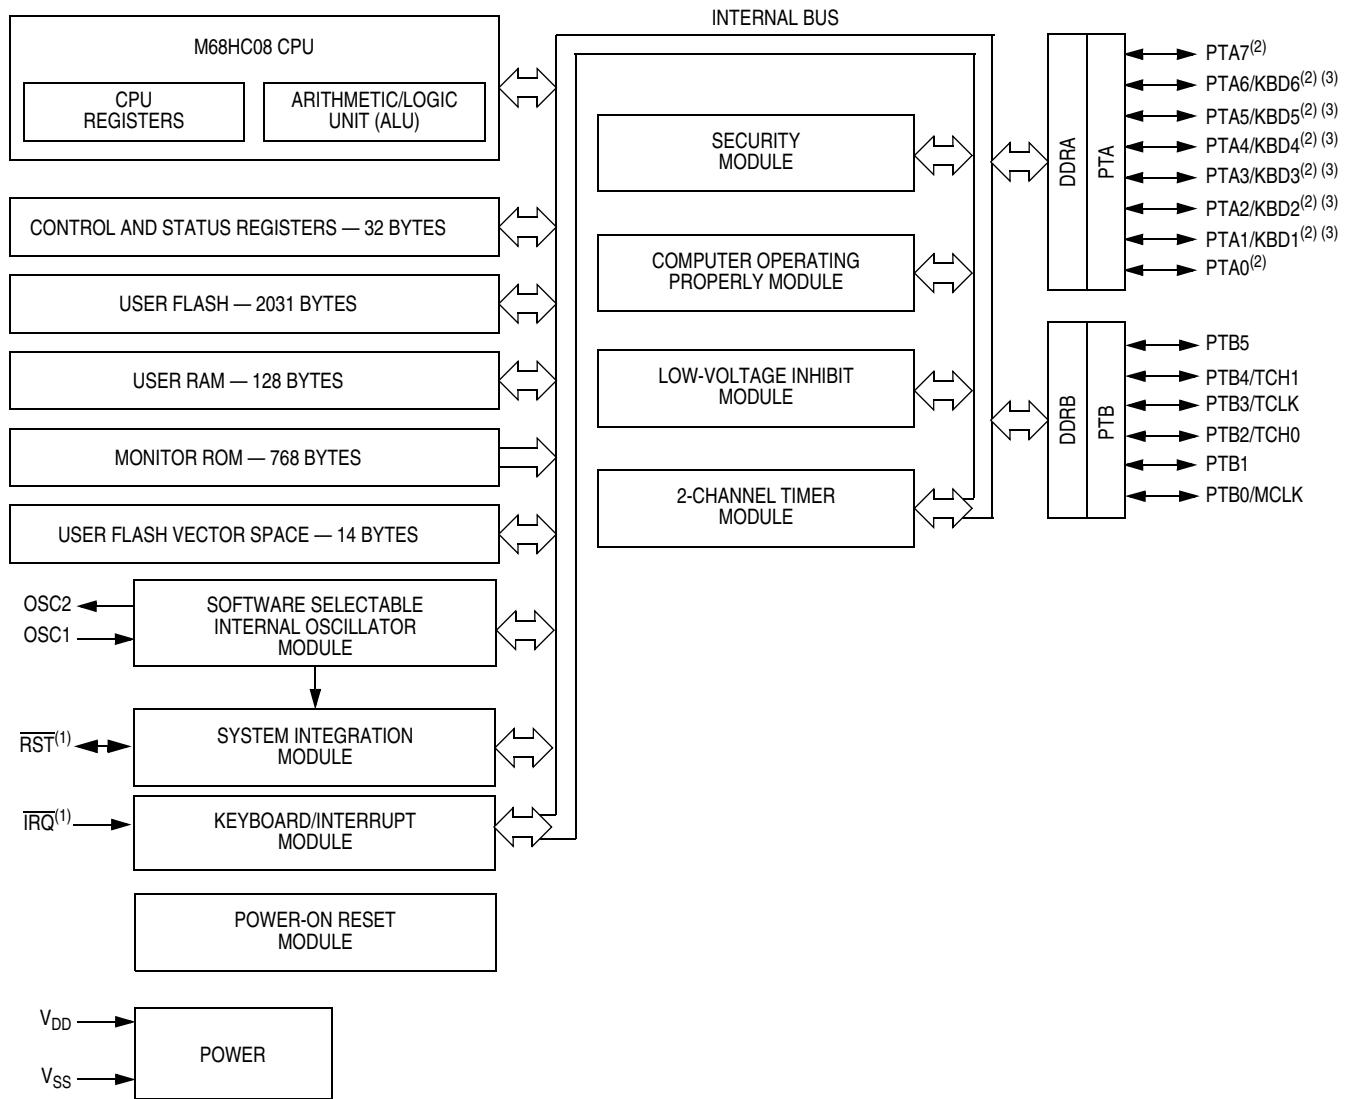 INTERNAL BUS
M68HC08 CPU
CPU
REGISTERS
ARITHMETIC/LOGIC
UNIT (ALU)
CONTROL AND STATUS REGISTERS — 32 BYTES
USER FLASH — 2031 BYTES
USER RAM — 128 BYTES
MONITOR ROM — 768 BYTES
USER FLASH VECTOR SPACE — 14 BYTES
OSC2
OSC1
SOFTWARE SELECTABLE
INTERNAL OSCILLATOR
MODULE
RST(1)
SYSTEM INTEGRATION
MODULE
IRQ(1)
KEYBOARD/INTERRUPT
MODULE
POWER-ON RESET
MODULE
VDD
VSS
POWER
SECURITY
MODULE
COMPUTER OPERATING
PROPERLY MODULE
LOW-VOLTAGE INHIBIT
MODULE
2-CHANNEL TIMER
MODULE
DDRA
PTA
PTA7(2)
PTA6/KBD6(2) (3)
PTA5/KBD5(2) (3)
PTA4/KBD4(2) (3)
PTA3/KBD3(2) (3)
PTA2/KBD2(2) (3)
PTA1/KBD1(2) (3)
PTA0(2)
DDRB
PTB
PTB5
PTB4/TCH1
PTB3/TCLK
PTB2/TCH0
PTB1
PTB0/MCLK